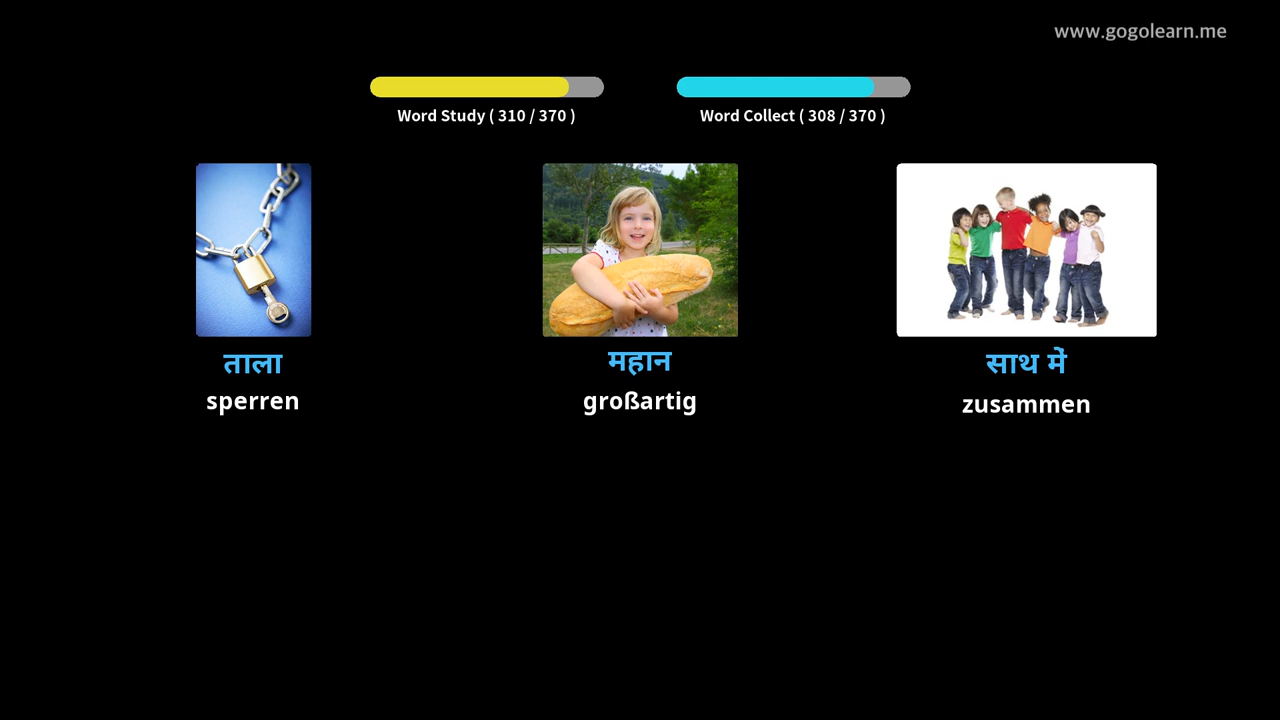 www.gogolearn.me
Word Study ( 310 / 370 )
Word Collect ( 308 / 370 )
ताला
महान
साथ में
sperren
großartig
zusammen